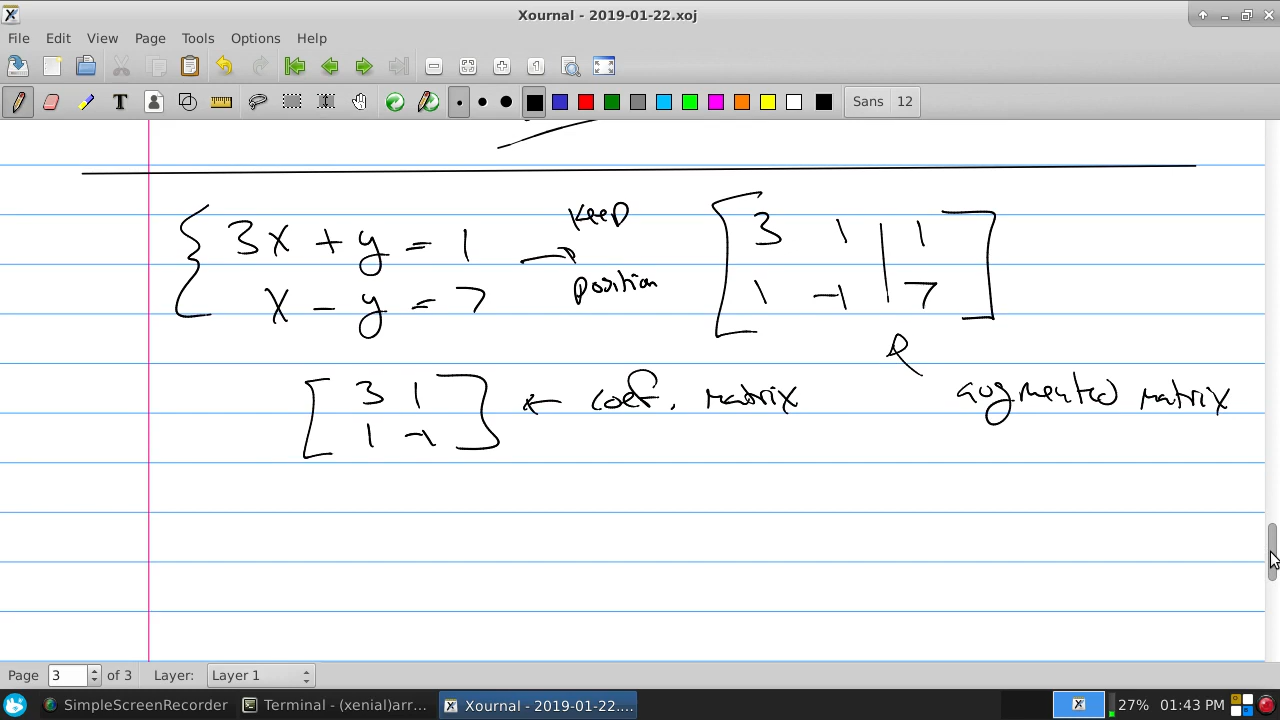 Xournal - 2019-01-22.xoj
File Edit View Page Tools Options Help
Sans 12
3x + y = 1
x - y = 7
Keep
position
3 1 | 1
1 -1 | 7
3 1
1 -1
← coef. matrix
augmented matrix
Page 3 of 3 Layer: Layer 1
SimpleScreenRecorder Terminal - (xenial)arr... Xournal - 2019-01-22.... 27% 01:43 PM